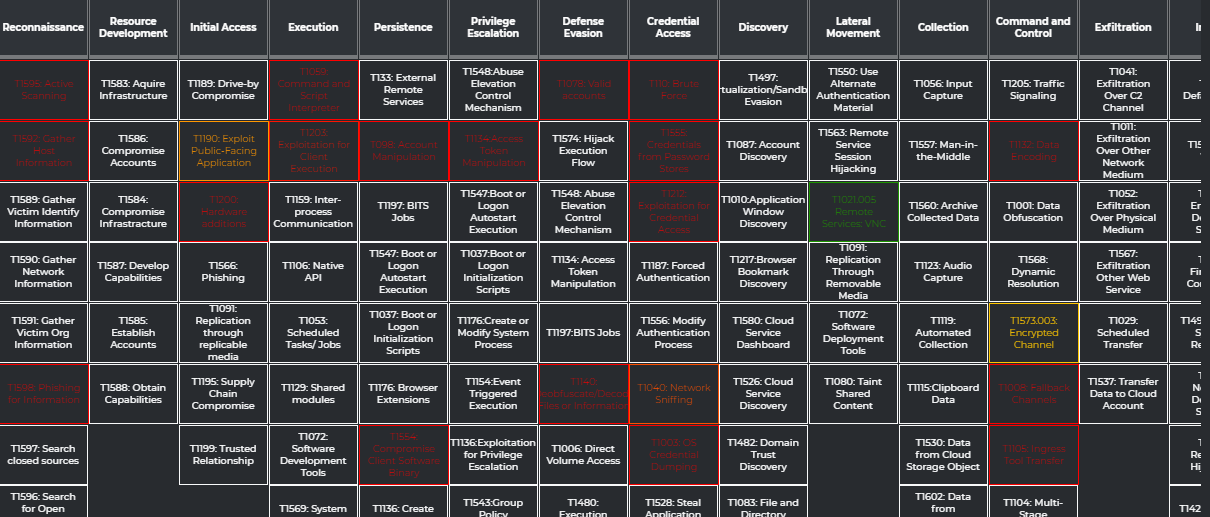 Reconnaissance
Resource
Development
Initial Access
Execution
Persistence
Privilege
Escalation
Defense
Evasion
Credential
Access
Discovery
Lateral
Movement
Collection
Command and
Control
Exfiltration
T1595: Active
Scanning
T1583: Aquire
Infrastructure
T1189: Drive-by
Compromise
T1059:
Command and
Script
Interpreter
T133: External
Remote
Services
T1548:Abuse
Elevation
Control
Mechanism
T1078: Valid
accounts
T110: Brute
Force
T1497:
rtualization/Sandb
Evasion
T1550: Use
Alternate
Authentication
Material
T1056: Input
Capture
T1205: Traffic
Signaling
T1041:
Exfiltration
Over C2
Channel
T1592: Gather
Host
Information
T1586:
Compromise
Accounts
T1190: Exploit
Public-Facing
Application
T1203:
Exploitation for
Client
Execution
T1098: Account
Manipulation
T1134:Access
Token
Manipulation
T1574: Hijack
Execution
Flow
T1555:
Credentials
from Password
Stores
T1087: Account
Discovery
T1563: Remote
Service
Session
Hijacking
T1557: Man-in-
the-Middle
T1132: Data
Encoding
T1011:
Exfiltration
Over Other
Network
Medium
T1589: Gather
Victim Identify
Information
T1584:
Compromise
Infrastructure
T1200:
Hardware
additions
T1159: Inter-
process
Communication
T1197: BITS
Jobs
T1547:Boot or
Logon
Autostart
Execution
T1548: Abuse
Elevation
Control
Mechanism
T1212:
Exploitation for
Credential
Access
T1010:Application
Window
Discovery
T1021.005
Remote
Services: VNC
T1560: Archive
Collected Data
T1001: Data
Obfuscation
T1052:
Exfiltration
Over Physical
Medium
T1590: Gather
Network
Information
T1587: Develop
Capabilities
T1566:
Phishing
T1106: Native
API
T1547: Boot or
Logon
Autostart
Execution
T1037:Boot or
Logon
Initialization
Scripts
T1134: Access
Token
Manipulation
T1187: Forced
Authentication
T1217:Browser
Bookmark
Discovery
T1091:
Replication
Through
Removable
Media
T1123: Audio
Capture
T1568:
Dynamic
Resolution
T1567:
Exfiltration
Other Web
Service
T1591: Gather
Victim Org
Information
T1585:
Establish
Accounts
T1091:
Replication
through
replicable
media
T1053:
Scheduled
Tasks/ Jobs
T1037: Boot or
Logon
Initialization
Scripts
T1176:Create or
Modify System
Process
T1197:BITS Jobs
T1556: Modify
Authentication
Process
T1580: Cloud
Service
Dashboard
T1072:
Software
Deployment
Tools
T1119:
Automated
Collection
T1573.003:
Encrypted
Channel
T1029:
Scheduled
Transfer
T1598: Phishing
for Information
T1588: Obtain
Capabilities
T1195: Supply
Chain
Compromise
T1129: Shared
modules
T1176: Browser
Extensions
T1154:Event
Triggered
Execution
T1140:
eobfuscate/Decod
Files or Information
T1040: Network
Sniffing
T1526: Cloud
Service
Discovery
T1080: Taint
Shared
Content
T1115:Clipboard
Data
T1008: Fallback
Channels
T1537: Transfer
Data to Cloud
Account
T1597: Search
closed sources
T1199: Trusted
Relationship
T1072:
Software
Development
Tools
T1554:
Compromise
Client Software
Binary
T1136:Exploitation
for Privilege
Escalation
T1006: Direct
Volume Access
T1003: OS
Credential
Dumping
T1482: Domain
Trust
Discovery
T1530: Data
from Cloud
Storage Object
T1105: Ingress
Tool Transfer
T1596: Search
for Open
T1569: System
T1136: Create
T1543:Group
Policy
T1480:
Execution
T1528: Steal
Application
T1083: File and
Directory
T1602: Data
from
T1104: Multi-
Stage